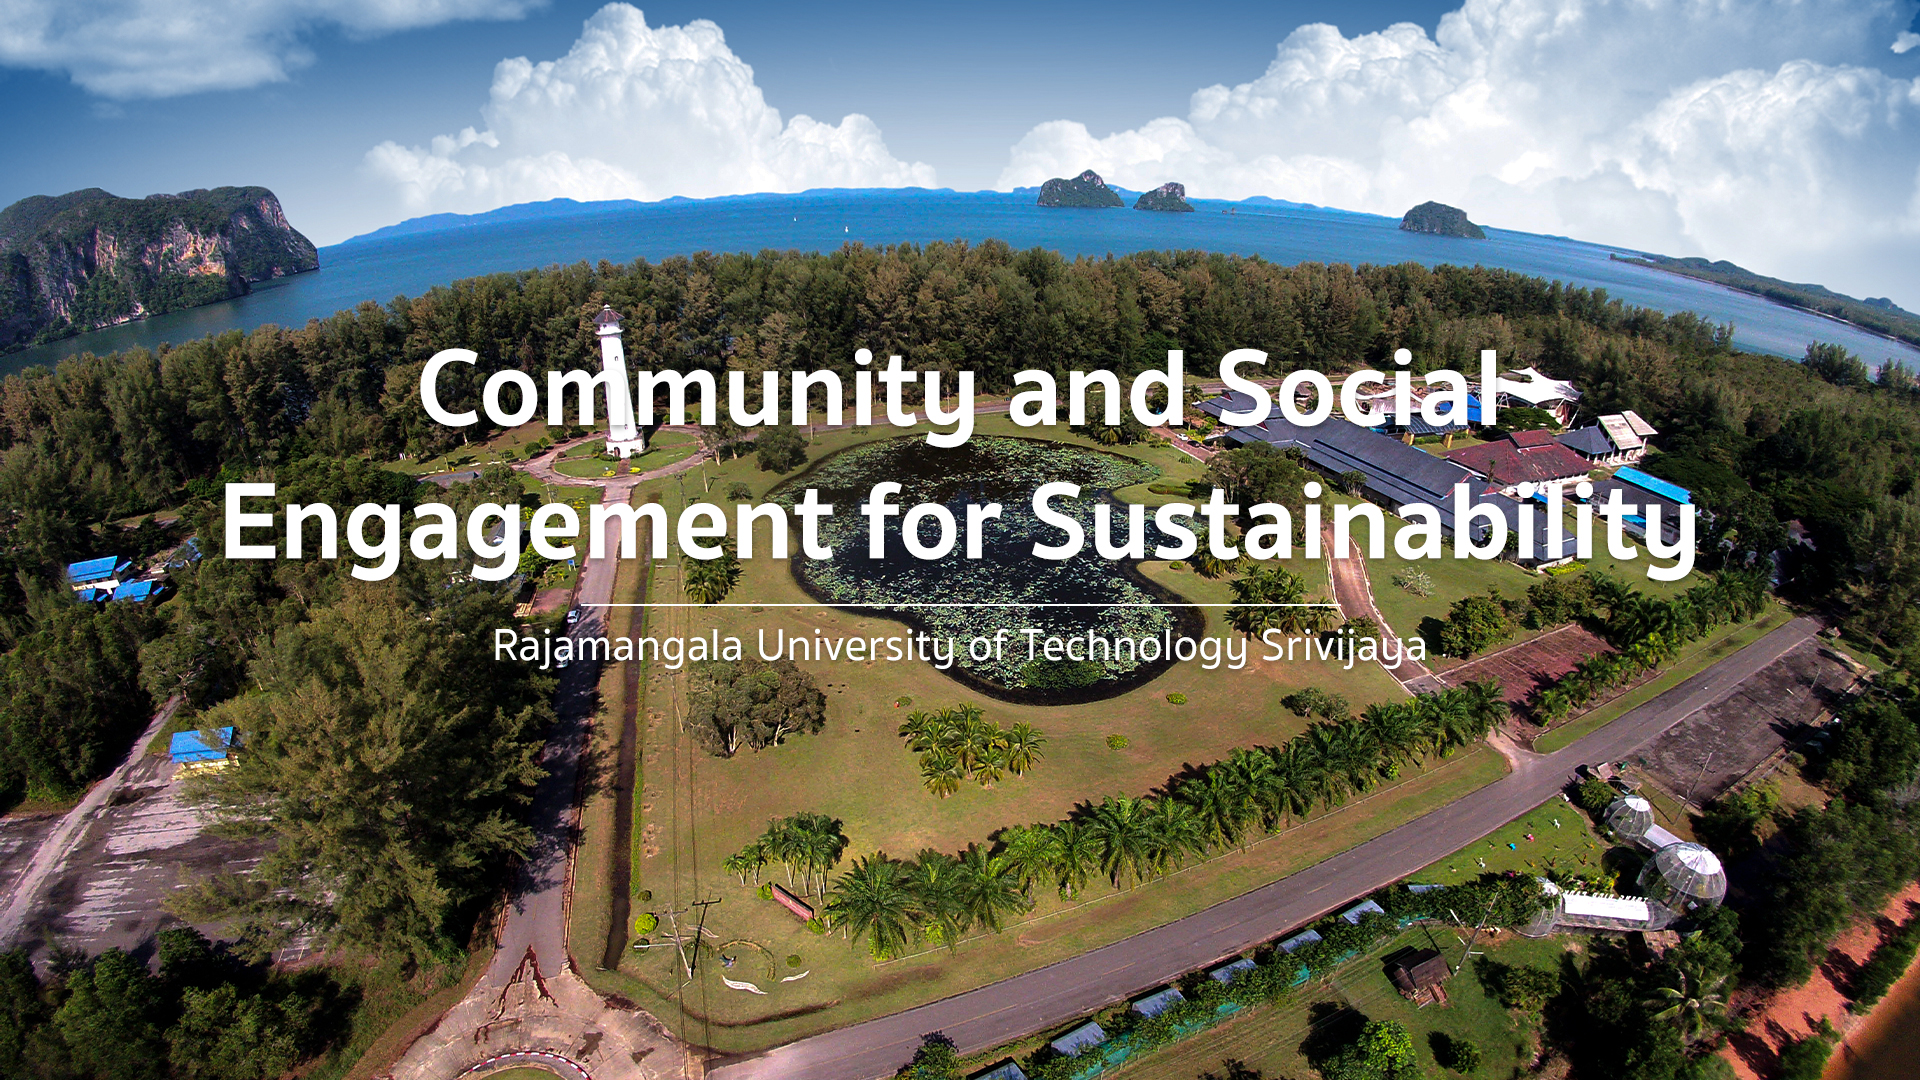 Community and Social
Engagement for Sustainability
Rajamangala University of Technology Srivijaya